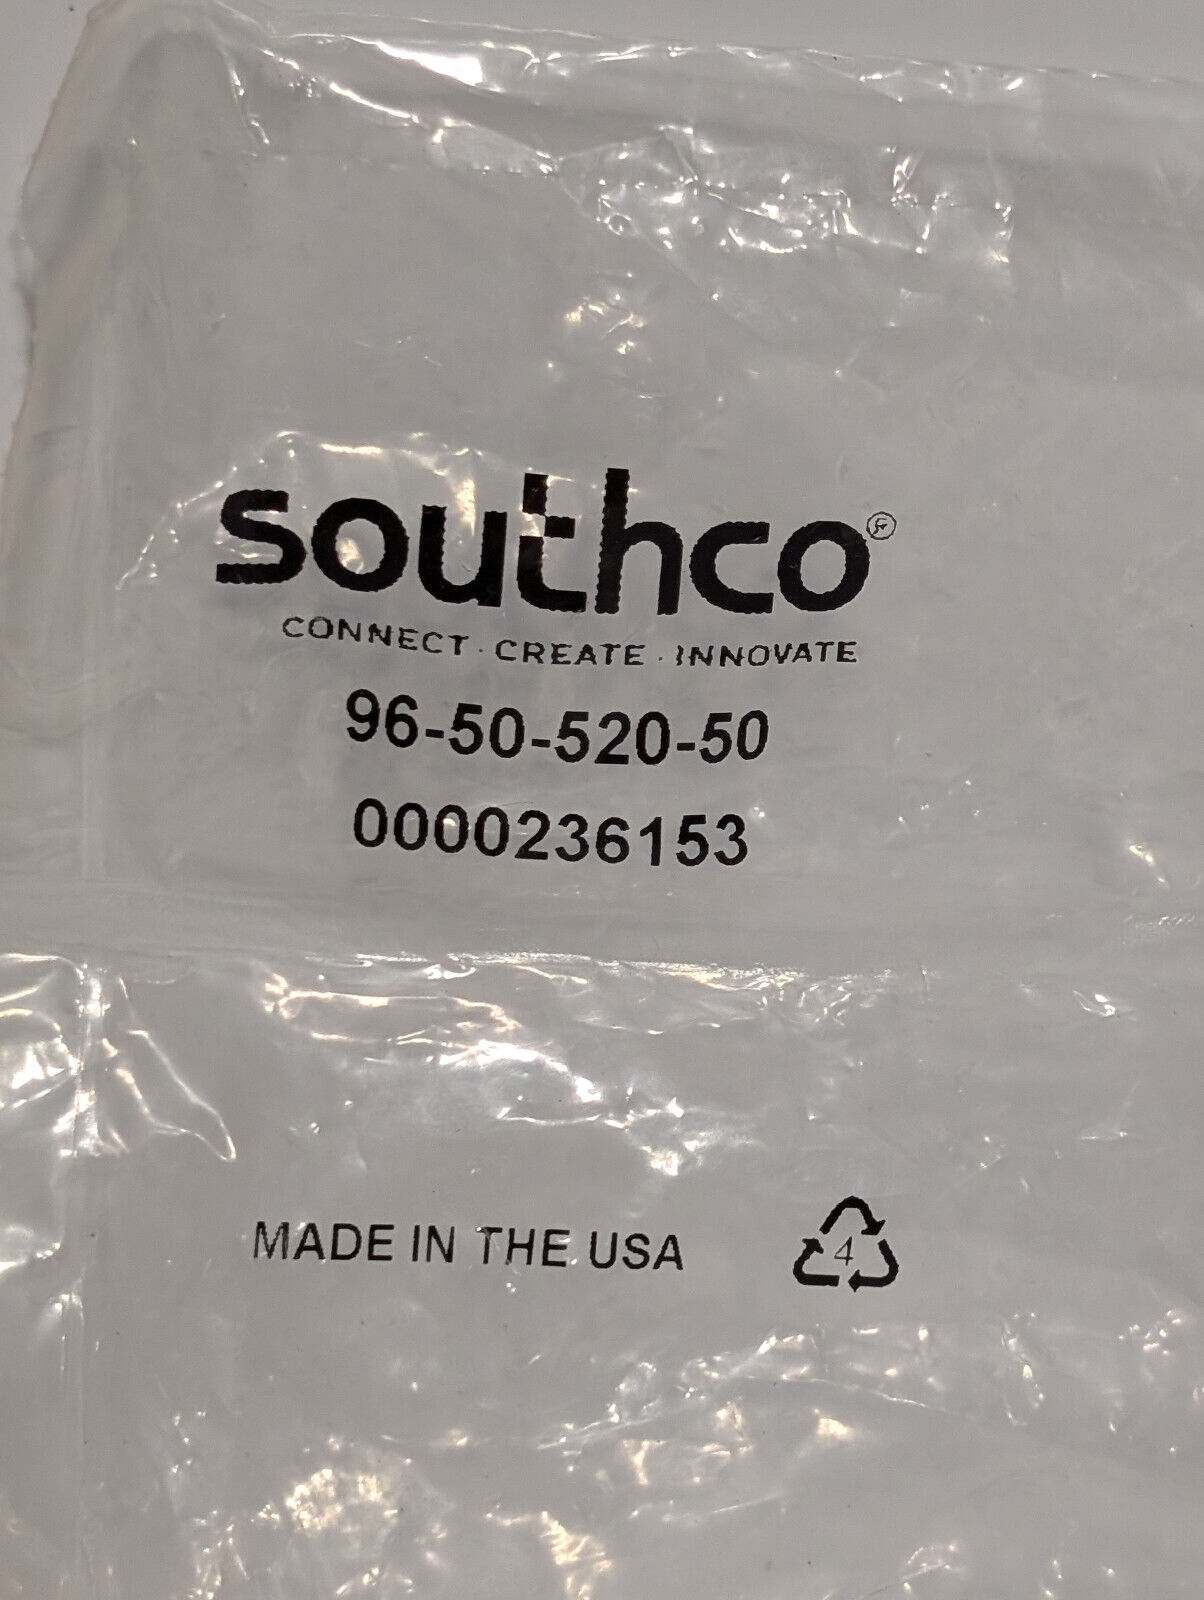 southco®
CONNECT · CREATE · INNOVATE
96-50-520-50
0000236153
MADE IN THE USA
4